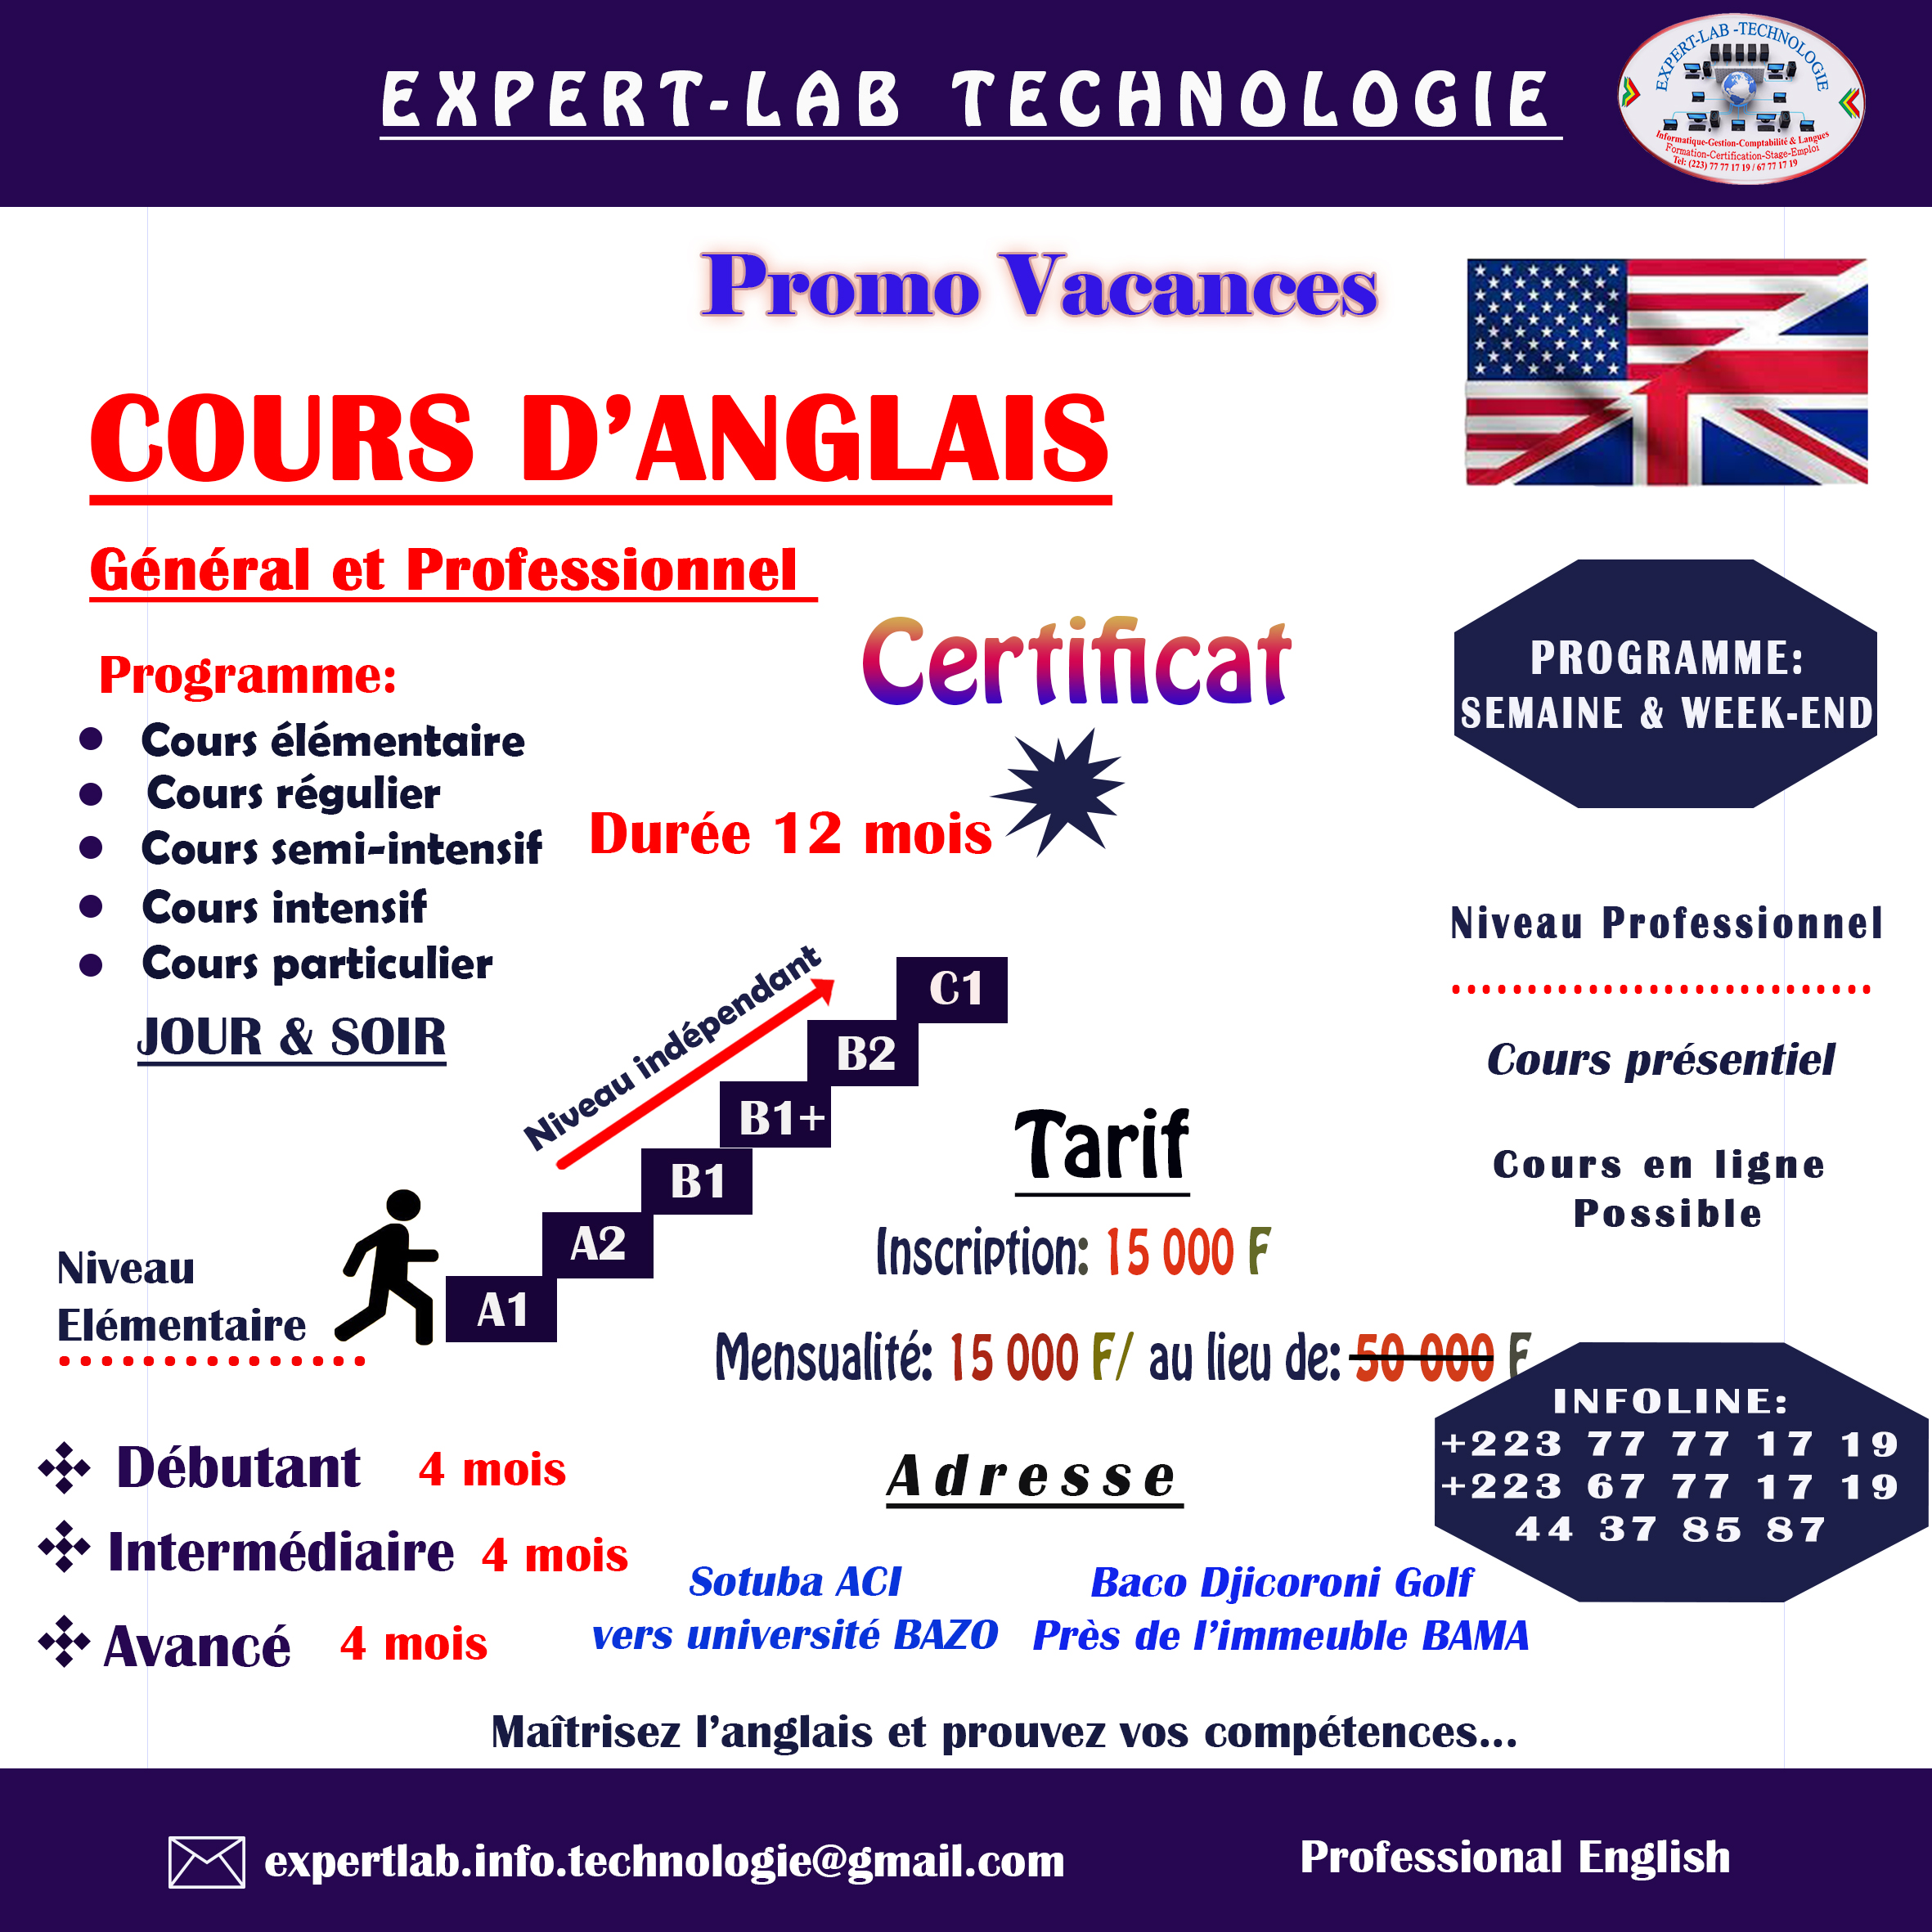 EXPERT-LAB TECHNOLOGIE
EXPERT-LAB -TECHNOLOGIE
Informatique-Gestion-Comptabilité & Langues
Formation-Certification-Stage-Emploi
Tel: (223) 77 77 17 19 / 67 77 17 19
Promo Vacances
COURS D’ANGLAIS
Général et Professionnel
Certificat
Programme:
Cours élémentaire
Cours régulier
Cours semi-intensif
Cours intensif
Cours particulier
JOUR & SOIR
Durée 12 mois
PROGRAMME:
SEMAINE & WEEK-END
Niveau Professionnel
Cours présentiel
Cours en ligne
Possible
Niveau indépendant
C1
B2
B1+
B1
A2
A1
Niveau
Elémentaire
Tarif
Inscription: 15 000 F
Mensualité: 15 000 F/ au lieu de: 50 000 F
INFOLINE:
+223 77 77 17 19
+223 67 77 17 19
44 37 85 87
Débutant 4 mois
Intermédiaire 4 mois
Avancé 4 mois
Adresse
Sotuba ACI
vers université BAZO
Baco Djicoroni Golf
Près de l’immeuble BAMA
Maîtrisez l’anglais et prouvez vos compétences...
expertlab.info.technologie@gmail.com
Professional English